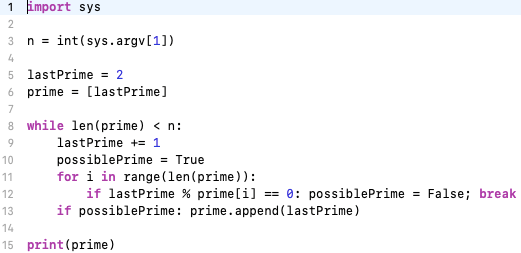 1 import sys
2
3 n = int(sys.argv[1])
4
5 lastPrime = 2
6 prime = [lastPrime]
7
8 while len(prime) < n:
9     lastPrime += 1
10     possiblePrime = True
11     for i in range(len(prime)):
12         if lastPrime % prime[i] == 0: possiblePrime = False; break
13     if possiblePrime: prime.append(lastPrime)
14
15 print(prime)